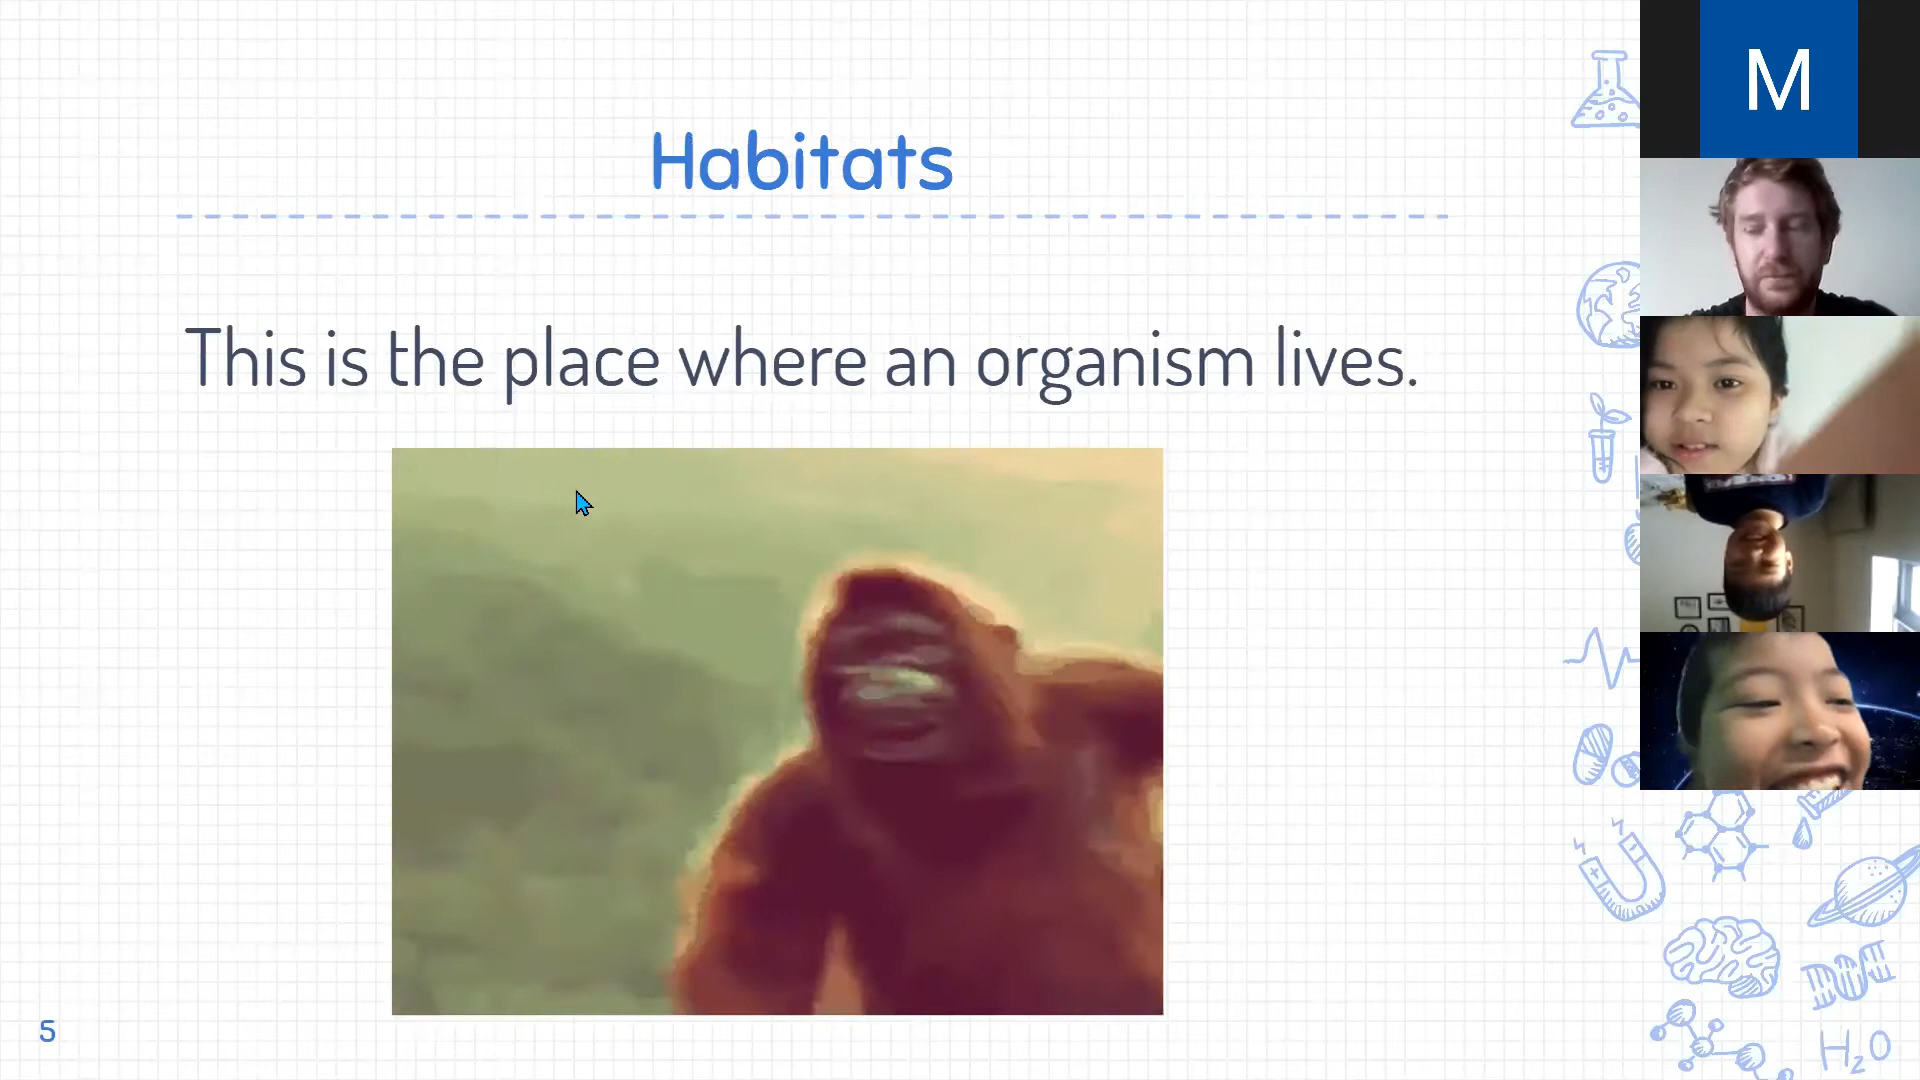 Habitats
This is the place where an organism lives.
5
M
H₂O